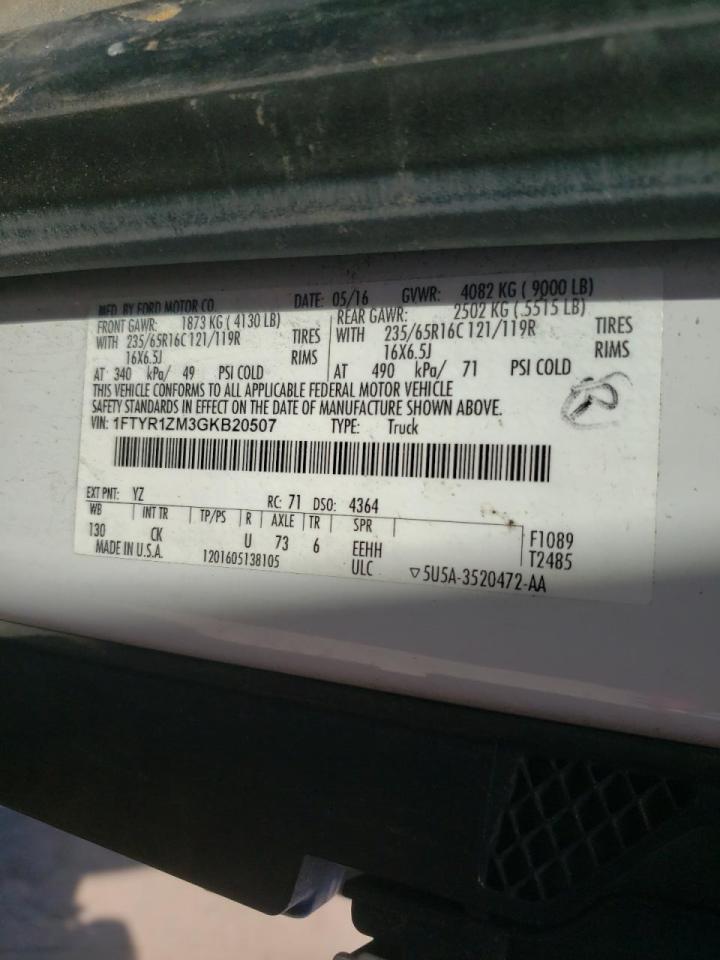 MFD. BY FORD MOTOR CO. DATE: 05/16 GVWR: 4082 KG ( 9000 LB)
FRONT GAWR: 1873 KG ( 4130 LB) REAR GAWR: 2502 KG ( 5515 LB)
WITH 235/65R16C 121/119R TIRES WITH 235/65R16C 121/119R TIRES
16X6.5J RIMS 16X6.5J RIMS
AT 340 kPa/ 49 PSI COLD AT 490 kPa/ 71 PSI COLD
THIS VEHICLE CONFORMS TO ALL APPLICABLE FEDERAL MOTOR VEHICLE
SAFETY STANDARDS IN EFFECT ON THE DATE OF MANUFACTURE SHOWN ABOVE.
VIN: 1FTYR1ZM3GKB20507 TYPE: Truck
EXT PNT: YZ RC: 71 DSO: 4364
WB INT TR TP/PS R AXLE TR SPR
130 CK U 73 6 EEHH F1089
MADE IN U.S.A. 1201605138105 ULC T2485
▽5U5A-3520472-AA